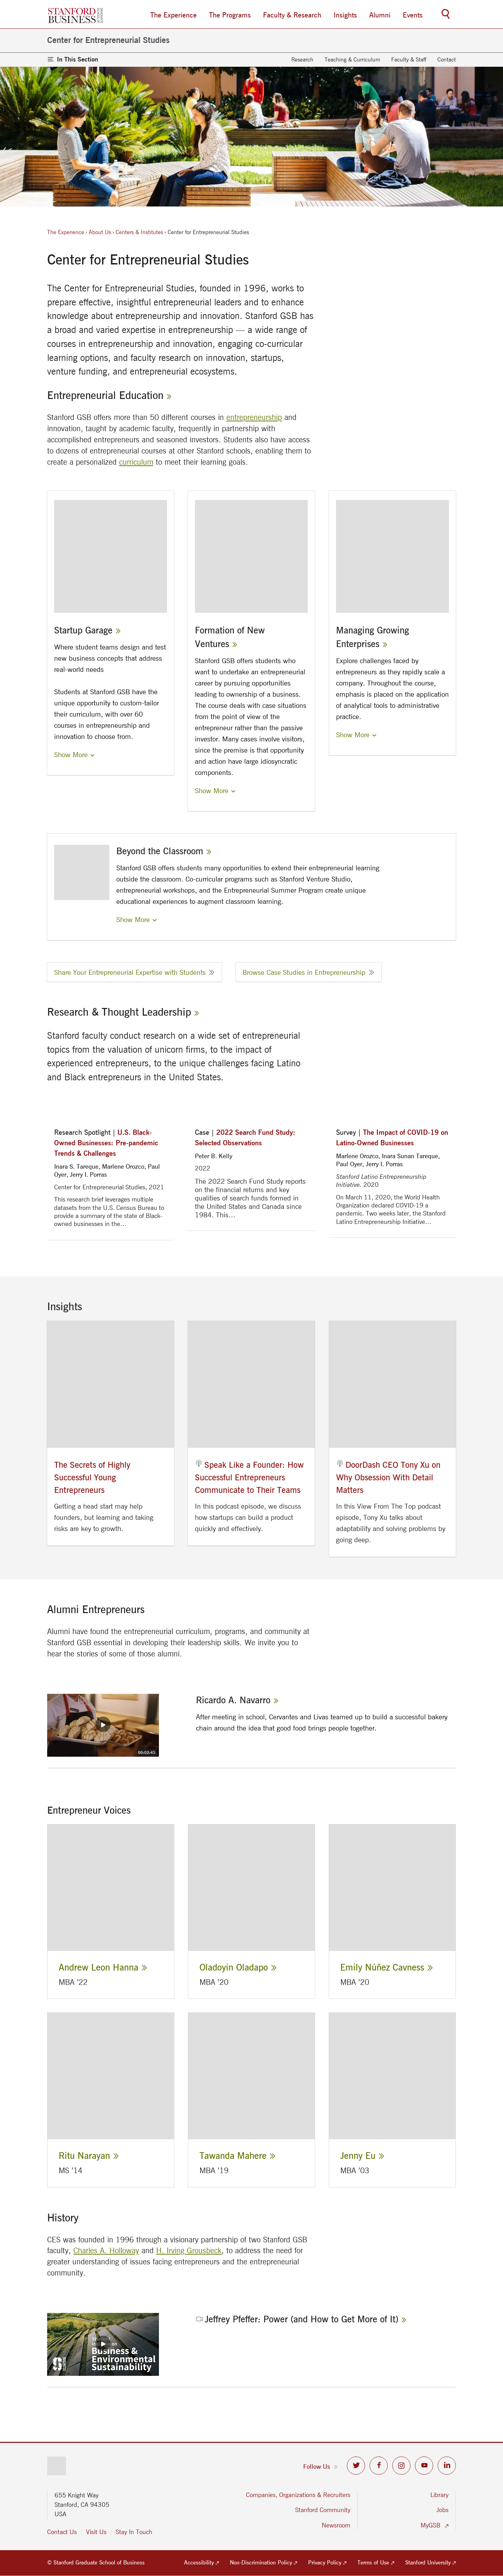 STANFORD
BUSINESS
The Experience
The Programs
Faculty & Research
Insights
Alumni
Events
Center for Entrepreneurial Studies
In This Section
Research
Teaching & Curriculum
Faculty & Staff
Contact
The Experience › About Us › Centers & Institutes › Center for Entrepreneurial Studies
Center for Entrepreneurial Studies
The Center for Entrepreneurial Studies, founded in 1996, works to
prepare effective, insightful entrepreneurial leaders and to enhance
knowledge about entrepreneurship and innovation. Stanford GSB has
a broad and varied expertise in entrepreneurship — a wide range of
courses in entrepreneurship and innovation, engaging co-curricular
learning options, and faculty research on innovation, startups,
venture funding, and entrepreneurial ecosystems.
Entrepreneurial Education »
Stanford GSB offers more than 50 different courses in entrepreneurship and
innovation, taught by academic faculty, frequently in partnership with
accomplished entrepreneurs and seasoned investors. Students also have access
to dozens of entrepreneurial courses at other Stanford schools, enabling them to
create a personalized curriculum to meet their learning goals.
Startup Garage »
Where student teams design and test
new business concepts that address
real-world needs
Students at Stanford GSB have the
unique opportunity to custom-tailor
their curriculum, with over 60
courses in entrepreneurship and
innovation to choose from.
Show More
Formation of New
Ventures »
Stanford GSB offers students who
want to undertake an entrepreneurial
career by pursuing opportunities
leading to ownership of a business.
The course deals with case situations
from the point of view of the
entrepreneur rather than the passive
investor. Many cases involve visitors,
since the premise is that opportunity
and action have large idiosyncratic
components.
Show More
Managing Growing
Enterprises »
Explore challenges faced by
entrepreneurs as they rapidly scale a
company. Throughout the course,
emphasis is placed on the application
of analytical tools to administrative
practice.
Show More
Beyond the Classroom »
Stanford GSB offers students many opportunities to extend their entrepreneurial learning
outside the classroom. Co-curricular programs such as Stanford Venture Studio,
entrepreneurial workshops, and the Entrepreneurial Summer Program create unique
educational experiences to augment classroom learning.
Show More
Share Your Entrepreneurial Expertise with Students »
Browse Case Studies in Entrepreneurship »
Research & Thought Leadership »
Stanford faculty conduct research on a wide set of entrepreneurial
topics from the valuation of unicorn firms, to the impact of
experienced entrepreneurs, to the unique challenges facing Latino
and Black entrepreneurs in the United States.
Research Spotlight | U.S. Black-
Owned Businesses: Pre-pandemic
Trends & Challenges
Inara S. Tareque, Marlene Orozco, Paul
Oyer, Jerry I. Porras
Center for Entrepreneurial Studies, 2021
This research brief leverages multiple
datasets from the U.S. Census Bureau to
provide a summary of the state of Black-
owned businesses in the…
Case | 2022 Search Fund Study:
Selected Observations
Peter B. Kelly
2022
The 2022 Search Fund Study reports
on the financial returns and key
qualities of search funds formed in
the United States and Canada since
1984. This…
Survey | The Impact of COVID-19 on
Latino-Owned Businesses
Marlene Orozco, Inara Sunan Tareque,
Paul Oyer, Jerry I. Porras
Stanford Latino Entrepreneurship
Initiative. 2020
On March 11, 2020, the World Health
Organization declared COVID-19 a
pandemic. Two weeks later, the Stanford
Latino Entrepreneurship Initiative…
Insights
The Secrets of Highly
Successful Young
Entrepreneurs
Getting a head start may help
founders, but learning and taking
risks are key to growth.
Speak Like a Founder: How
Successful Entrepreneurs
Communicate to Their Teams
In this podcast episode, we discuss
how startups can build a product
quickly and effectively.
DoorDash CEO Tony Xu on
Why Obsession With Detail
Matters
In this View From The Top podcast
episode, Tony Xu talks about
adaptability and solving problems by
going deep.
Alumni Entrepreneurs
Alumni have found the entrepreneurial curriculum, programs, and community at
Stanford GSB essential in developing their leadership skills. We invite you to
hear the stories of some of those alumni.
00:03:45
Ricardo A. Navarro »
After meeting in school, Cervantes and Livas teamed up to build a successful bakery
chain around the idea that good food brings people together.
Entrepreneur Voices
Andrew Leon Hanna »
MBA '22
Oladoyin Oladapo »
MBA '20
Emily Núñez Cavness »
MBA '20
Ritu Narayan »
MS '14
Tawanda Mahere »
MBA '19
Jenny Eu »
MBA '03
History
CES was founded in 1996 through a visionary partnership of two Stanford GSB
faculty, Charles A. Holloway and H. Irving Grousbeck, to address the need for
greater understanding of issues facing entrepreneurs and the entrepreneurial
community.
Business &
Environmental
Sustainability
Jeffrey Pfeffer: Power (and How to Get More of It) »
Follow Us »
655 Knight Way
Stanford, CA 94305
USA
Contact Us
Visit Us
Stay In Touch
Companies, Organizations & Recruiters
Stanford Community
Newsroom
Library
Jobs
MyGSB ↗
© Stanford Graduate School of Business
Accessibility ↗
Non-Discrimination Policy ↗
Privacy Policy ↗
Terms of Use ↗
Stanford University ↗